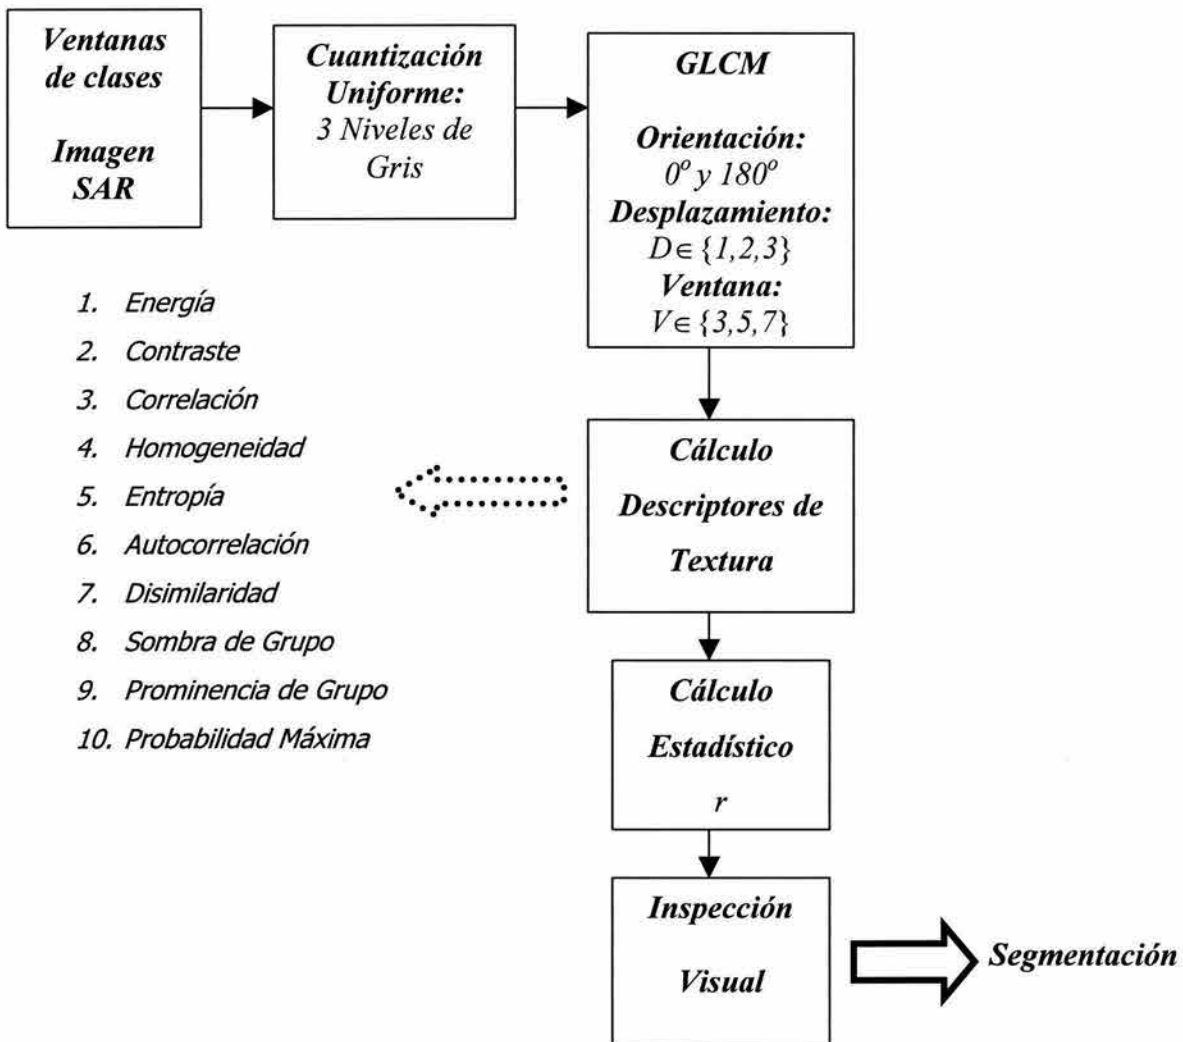 Ventanas
de clases
Imagen
SAR
Cuantización
Uniforme:
3 Niveles de
Gris
GLCM
Orientación:
0º y 180º
Desplazamiento:
D∈{1,2,3}
Ventana:
V∈{3,5,7}
1. Energía
2. Contraste
3. Correlación
4. Homogeneidad
5. Entropía
6. Autocorrelación
7. Disimilaridad
8. Sombra de Grupo
9. Prominencia de Grupo
10. Probabilidad Máxima
Cálculo
Descriptores de
Textura
Cálculo
Estadístico
r
Inspección
Visual
Segmentación